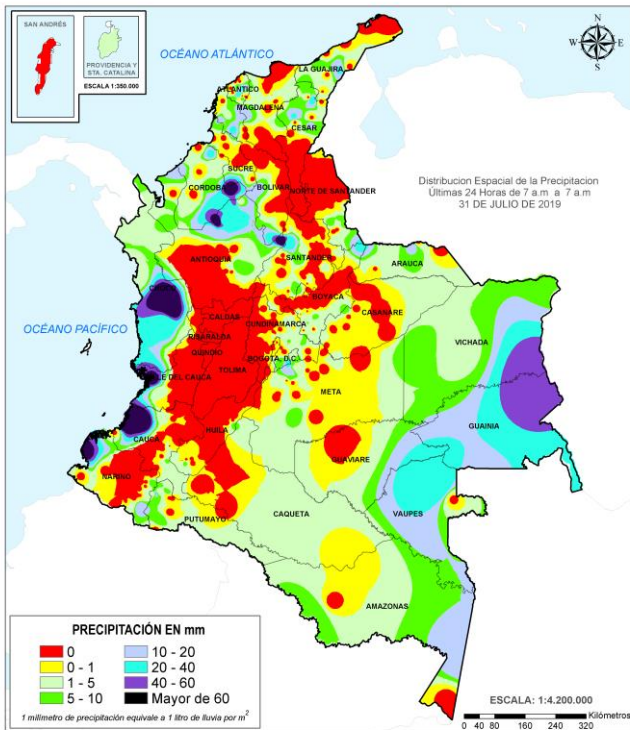 SAN ANDRÉS
PROVIDENCIA Y
STA. CATALINA
ESCALA 1:350.000
OCÉANO ATLÁNTICO
N
W
E
S
LA GUAJIRA
ATLANTICO
MAGDALENA
CESAR
SUCRE
CORDOBA
BOLIVAR
NORTE DE SANTANDER
Distribucion Espacial de la Precipitacion
Últimas 24 Horas de 7 a.m a 7 a.m
31 DE JULIO DE 2019
ANTIOQUIA
SANTANDER
ARAUCA
BOYACA
CASANARE
CALDAS
CUNDINAMARCA
RISARALDA
OCÉANO PACÍFICO
VICHADA
QUINDIO
BOGOTA, D.C.
TOLIMA
LE DEL CAUCA
META
GUAINIA
HUILA
CAUCA
GUAVIARE
NARIÑO
CAQUETA
VAUPES
PUTUMAYO
AMAZONAS
PRECIPITACIÓN EN mm
0
10 - 20
0 - 1
20 - 40
1 - 5
40 - 60
5 - 10
Mayor de 60
1 milimetro de precipitación equivale a 1 litro de lluvia por m²
ESCALA: 1:4.200.000
Kilómetros
0 40 80 160 240 320